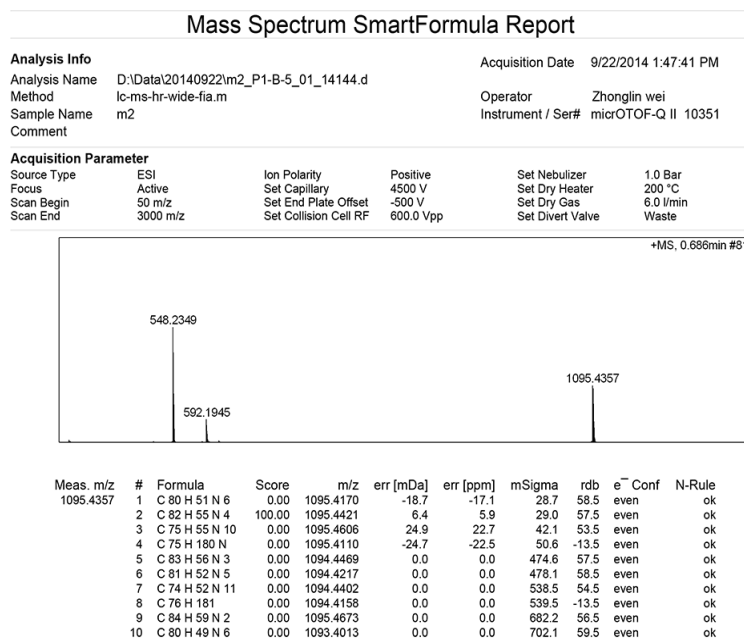 Mass Spectrum SmartFormula Report
Analysis Info
Acquisition Date 9/22/2014 1:47:41 PM
Analysis Name D:\Data\20140922\m2_P1-B-5_01_14144.d
Method lc-ms-hr-wide-fia.m Operator Zhonglin wei
Sample Name m2 Instrument / Ser# micrOTOF-Q II 10351
Comment
Acquisition Parameter
Source Type ESI Ion Polarity Positive Set Nebulizer 1.0 Bar
Focus Active Set Capillary 4500 V Set Dry Heater 200 °C
Scan Begin 50 m/z Set End Plate Offset -500 V Set Dry Gas 6.0 l/min
Scan End 3000 m/z Set Collision Cell RF 600.0 Vpp Set Divert Valve Waste
+MS, 0.686min #8
548.2349
1095.4357
592.1945
Meas. m/z # Formula Score m/z err [mDa] err [ppm] mSigma rdb e¯ Conf N-Rule
1095.4357 1 C 80 H 51 N 6 0.00 1095.4170 -18.7 -17.1 28.7 58.5 even ok
2 C 82 H 55 N 4 100.00 1095.4421 6.4 5.9 29.0 57.5 even ok
3 C 75 H 55 N 10 0.00 1095.4606 24.9 22.7 42.1 53.5 even ok
4 C 75 H 180 N 0.00 1095.4110 -24.7 -22.5 50.6 -13.5 even ok
5 C 83 H 56 N 3 0.00 1094.4469 0.0 0.0 474.6 57.5 even ok
6 C 81 H 52 N 5 0.00 1094.4217 0.0 0.0 478.1 58.5 even ok
7 C 74 H 52 N 11 0.00 1094.4402 0.0 0.0 538.5 54.5 even ok
8 C 76 H 181 0.00 1094.4158 0.0 0.0 539.5 -13.5 even ok
9 C 84 H 59 N 2 0.00 1095.4673 0.0 0.0 682.2 56.5 even ok
10 C 80 H 49 N 6 0.00 1093.4013 0.0 0.0 702.1 59.5 even ok